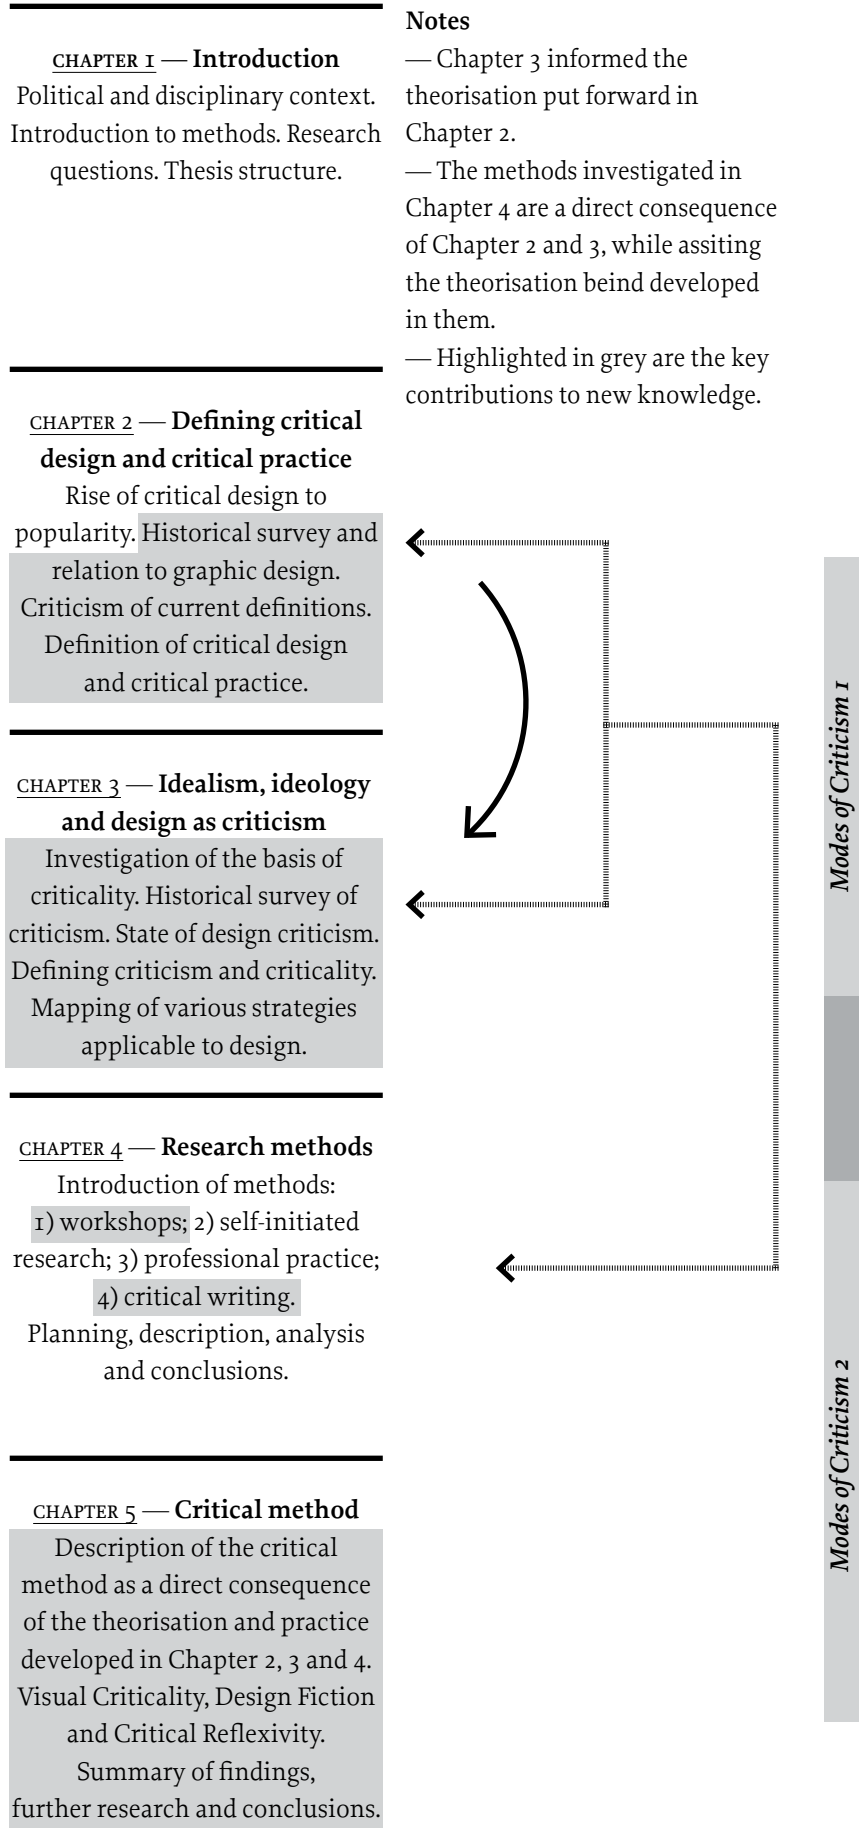 CHAPTER 1 — Introduction
Political and disciplinary context.
Introduction to methods. Research
questions. Thesis structure.
Notes
— Chapter 3 informed the
theorisation put forward in
Chapter 2.
— The methods investigated in
Chapter 4 are a direct consequence
of Chapter 2 and 3, while assiting
the theorisation beind developed
in them.
— Highlighted in grey are the key
contributions to new knowledge.
CHAPTER 2 — Defining critical
design and critical practice
Rise of critical design to
popularity. Historical survey and
relation to graphic design.
Criticism of current definitions.
Definition of critical design
and critical practice.
CHAPTER 3 — Idealism, ideology
and design as criticism
Investigation of the basis of
criticality. Historical survey of
criticism. State of design criticism.
Defining criticism and criticality.
Mapping of various strategies
applicable to design.
CHAPTER 4 — Research methods
Introduction of methods:
1) workshops; 2) self-initiated
research; 3) professional practice;
4) critical writing.
Planning, description, analysis
and conclusions.
CHAPTER 5 — Critical method
Description of the critical
method as a direct consequence
of the theorisation and practice
developed in Chapter 2, 3 and 4.
Visual Criticality, Design Fiction
and Critical Reflexivity.
Summary of findings,
further research and conclusions.
Modes of Criticism 1
Modes of Criticism 2